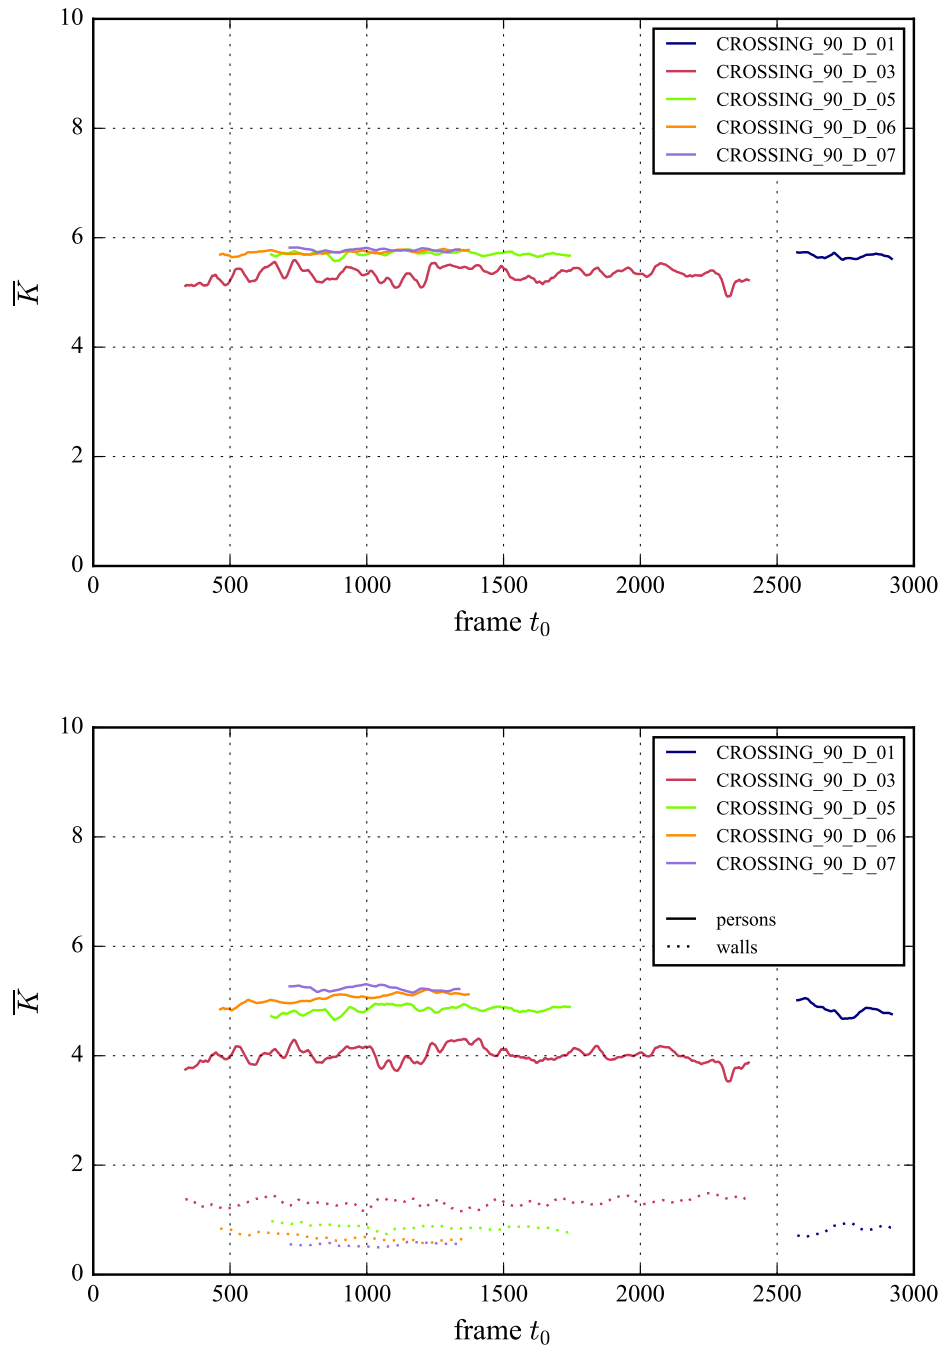 10
CROSSING_90_D_01
CROSSING_90_D_03
CROSSING_90_D_05
CROSSING_90_D_06
CROSSING_90_D_07
8
6
K
4
2
0
0 500 1000 1500 2000 2500 3000
frame t0
10
CROSSING_90_D_01
CROSSING_90_D_03
CROSSING_90_D_05
CROSSING_90_D_06
CROSSING_90_D_07
persons
walls
8
6
K
4
2
0
0 500 1000 1500 2000 2500 3000
frame t0